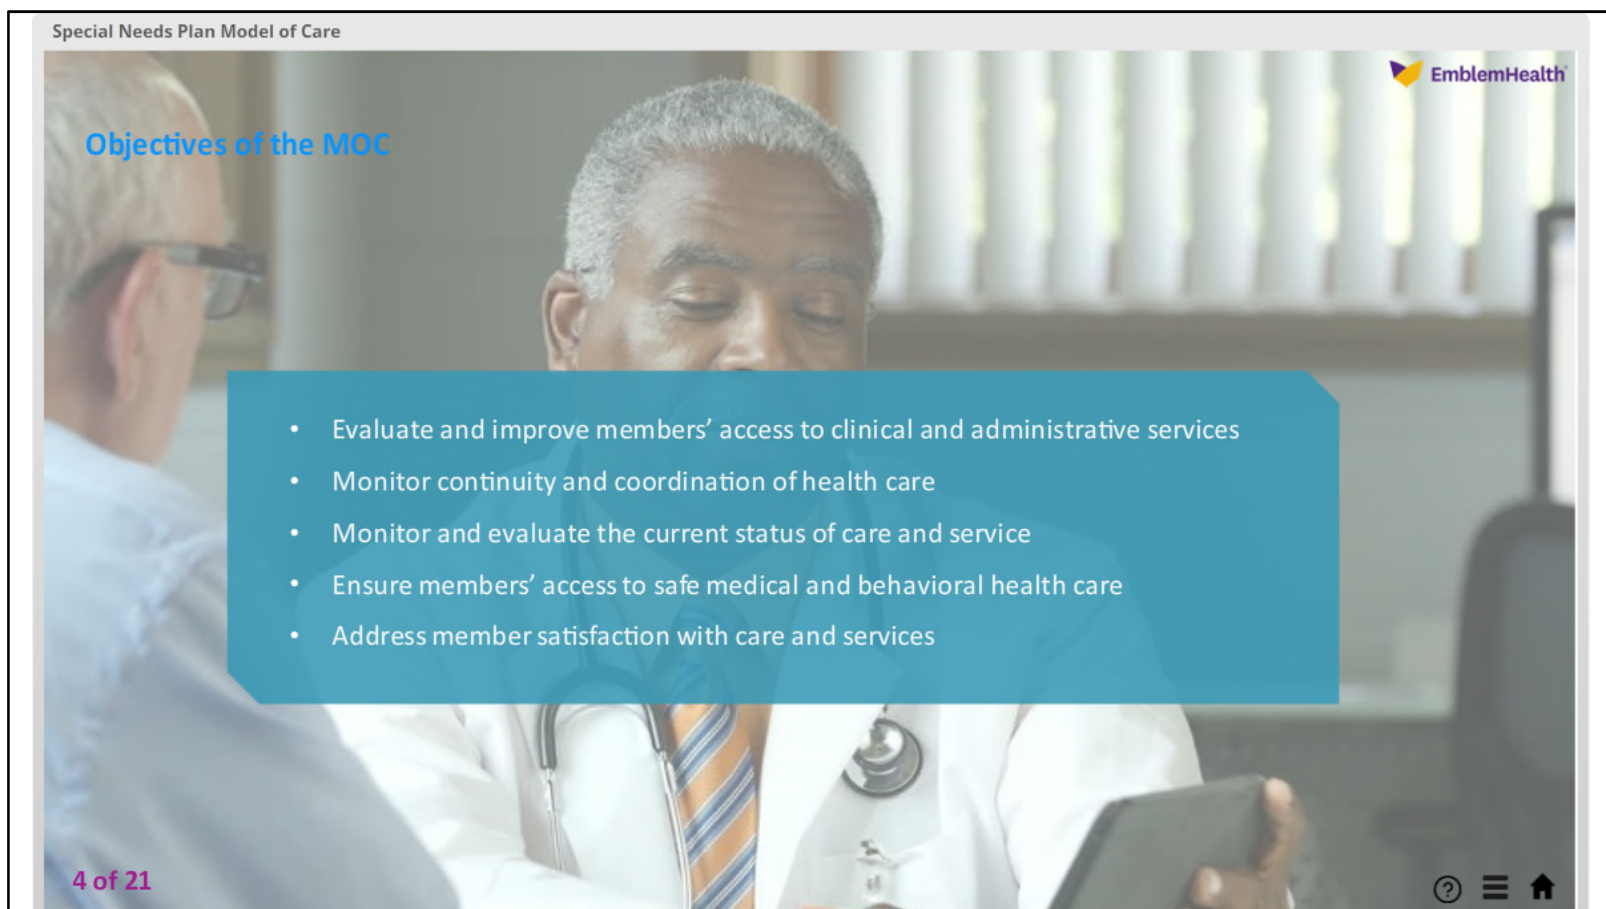 Special Needs Plan Model of Care
EmblemHealth
Objectives of the MOC
• Evaluate and improve members’ access to clinical and administrative services
• Monitor continuity and coordination of health care
• Monitor and evaluate the current status of care and service
• Ensure members’ access to safe medical and behavioral health care
• Address member satisfaction with care and services
4 of 21
?